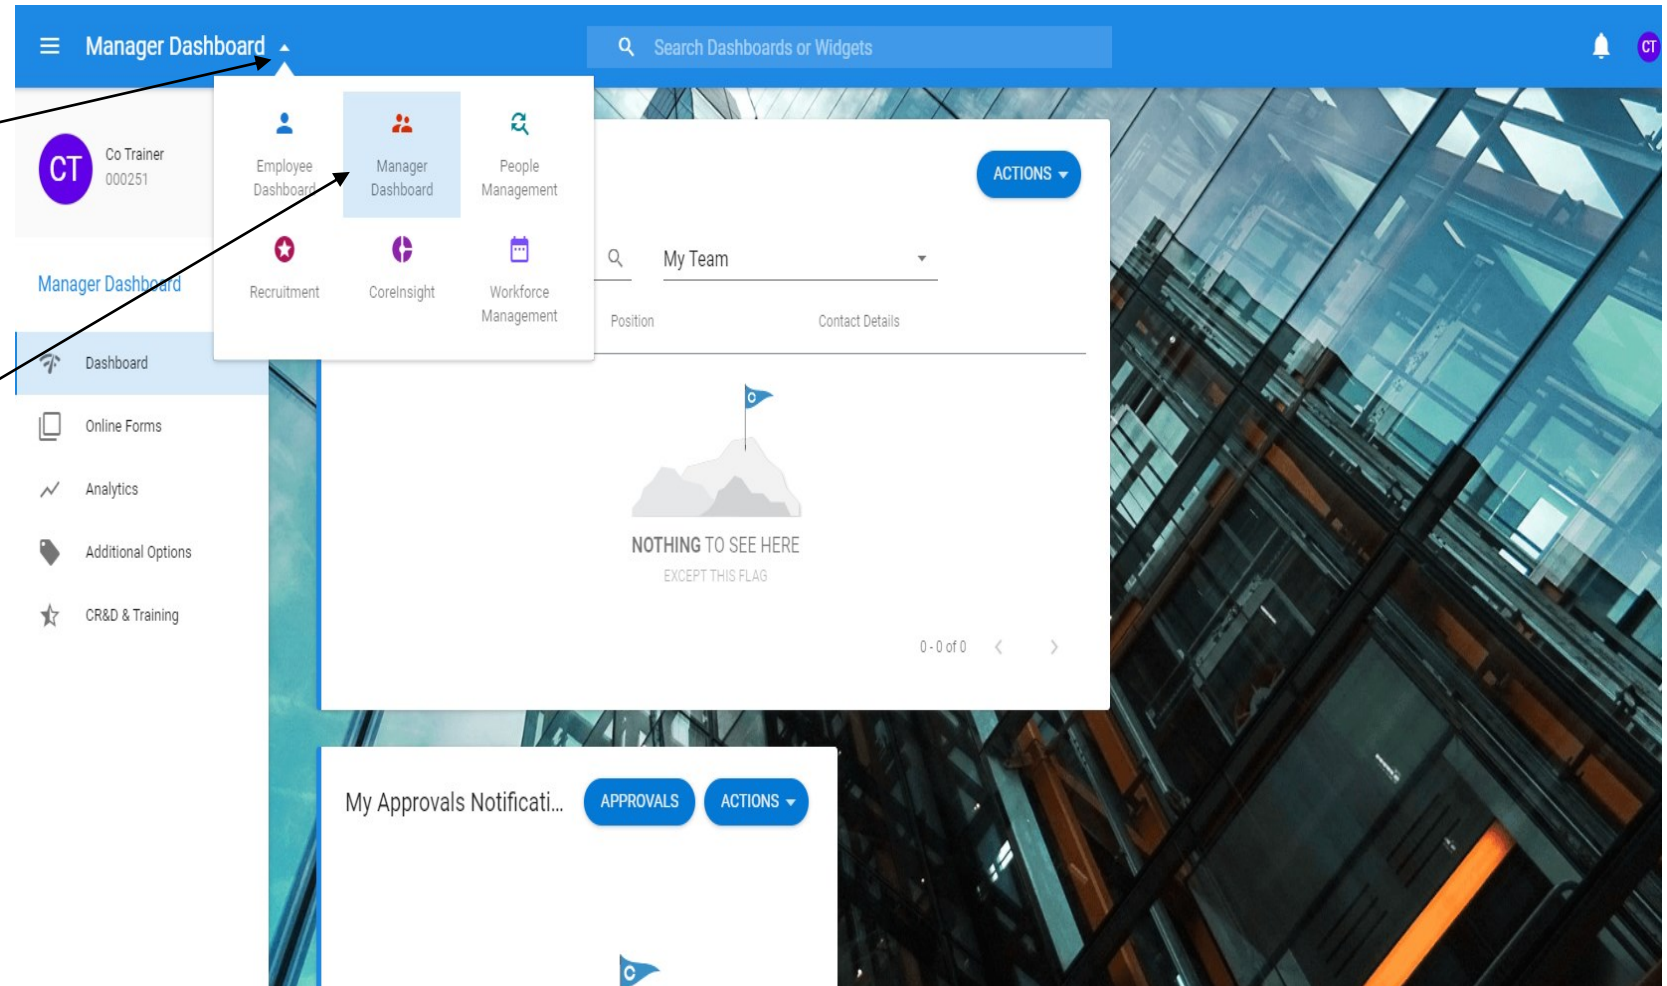 Manager Dashboard
Search Dashboards or Widgets
CT
CT
Co Trainer
000251
Employee
Dashboard
Manager
Dashboard
People
Management
Recruitment
CoreInsight
Workforce
Management
ACTIONS
My Team
Position
Contact Details
Manager Dashboard
Dashboard
Online Forms
Analytics
Additional Options
CR&D & Training
C
NOTHING TO SEE HERE
EXCEPT THIS FLAG
0 - 0 of 0
My Approvals Notificati...
APPROVALS
ACTIONS
C